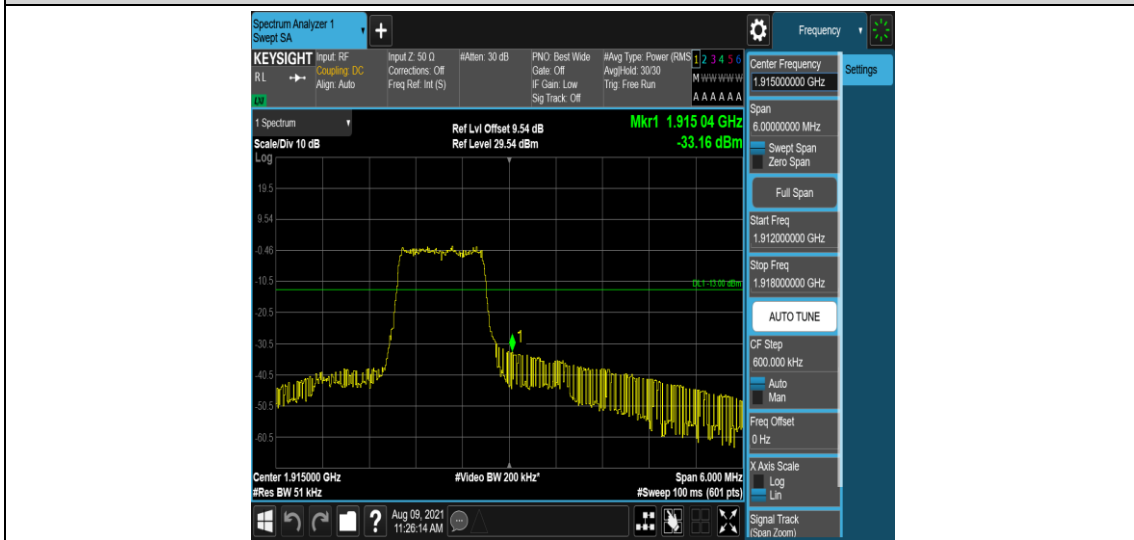 Spectrum Analyzer 1
Swept SA
Frequency
KEYSIGHT
RL
LXI
Input: RF
Coupling: DC
Align: Auto
Input Z: 50 Ω
Corrections: Off
Freq Ref: Int (S)
#Atten: 30 dB
PNO: Best Wide
Gate: Off
IF Gain: Low
Sig Track: Off
#Avg Type: Power (RMS
Avg|Hold: 30/30
Trig: Free Run
1 2 3 4 5 6
M W W W W W
A A A A A A
1 Spectrum
Scale/Div 10 dB
Log
Ref Lvl Offset 9.54 dB
Ref Level 29.54 dBm
Mkr1 1.915 04 GHz
-33.16 dBm
19.5
9.54
-0.46
-10.5
DL1 -13.00 dBm
-20.5
-30.5
1
-40.5
-50.5
-60.5
Center 1.915000 GHz
#Res BW 51 kHz
#Video BW 200 kHz*
Span 6.000 MHz
#Sweep 100 ms (601 pts)
Aug 09, 2021
11:26:14 AM
Center Frequency
1.915000000 GHz
Settings
Span
6.00000000 MHz
Swept Span
Zero Span
Full Span
Start Freq
1.912000000 GHz
Stop Freq
1.918000000 GHz
AUTO TUNE
CF Step
600.000 kHz
Auto
Man
Freq Offset
0 Hz
X Axis Scale
Log
Lin
Signal Track
(Span Zoom)